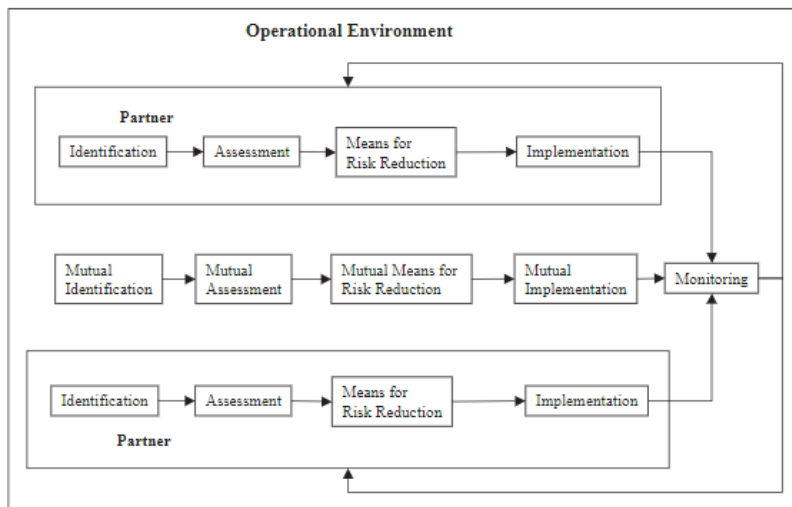 Operational Environment
Partner
Identification
Assessment
Means for
Risk Reduction
Implementation
Mutual
Identification
Mutual
Assessment
Mutual Means for
Risk Reduction
Mutual
Implementation
Monitoring
Identification
Assessment
Means for
Risk Reduction
Implementation
Partner